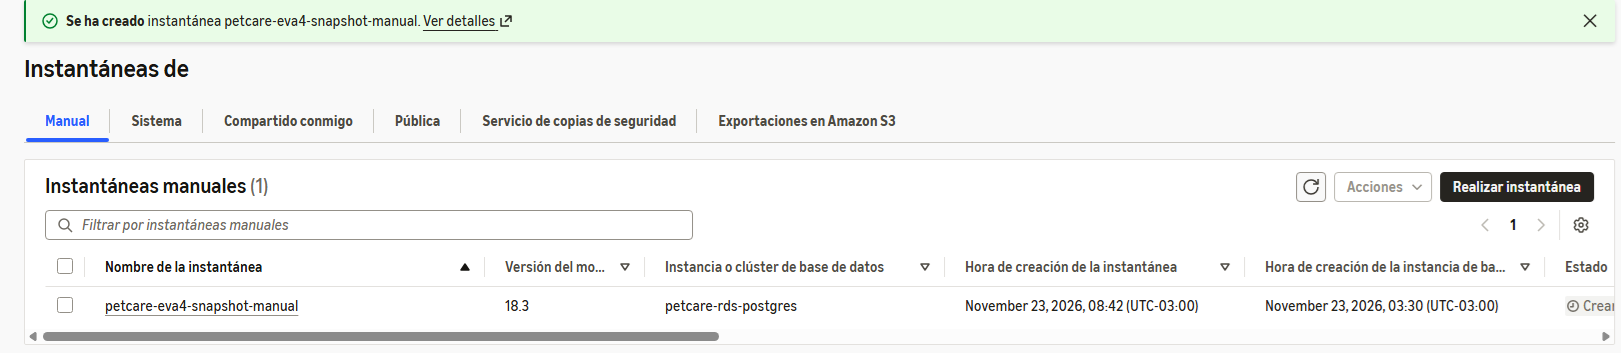 Se ha creado instantánea petcare-eva4-snapshot-manual. Ver detalles
Instantáneas de
Manual Sistema Compartido conmigo Pública Servicio de copias de seguridad Exportaciones en Amazon S3
Instantáneas manuales (1)
Acciones Realizar instantánea
Filtrar por instantáneas manuales
1
Nombre de la instantánea Versión del mo... Instancia o clúster de base de datos Hora de creación de la instantánea Hora de creación de la instancia de ba... Estado
petcare-eva4-snapshot-manual 18.3 petcare-rds-postgres November 23, 2026, 08:42 (UTC-03:00) November 23, 2026, 03:30 (UTC-03:00)